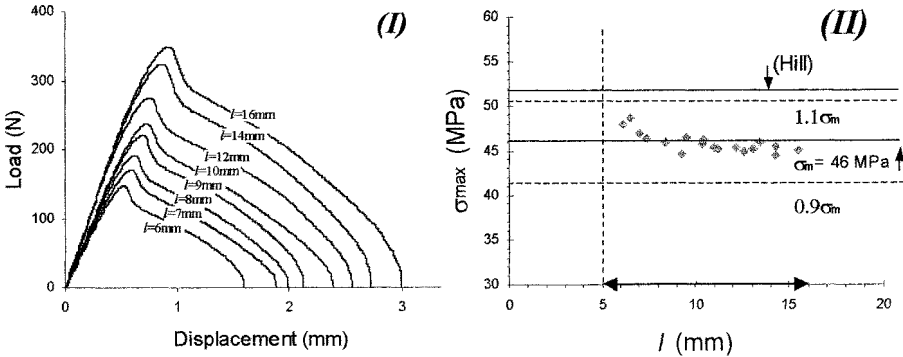 (I)
Load (N)
400
300
200
100
0
l=16mm
l=14mm
l=12mm
l=10mm
l=9mm
l=8mm
l=7mm
l=6mm
0 1 2 3 4
Displacement (mm)
(II)
σmax (MPa)
60
55
50
45
40
35
30
(Hill)
1.1σm
σm= 46 MPa
0.9σm
0 5 10 15 20
l (mm)